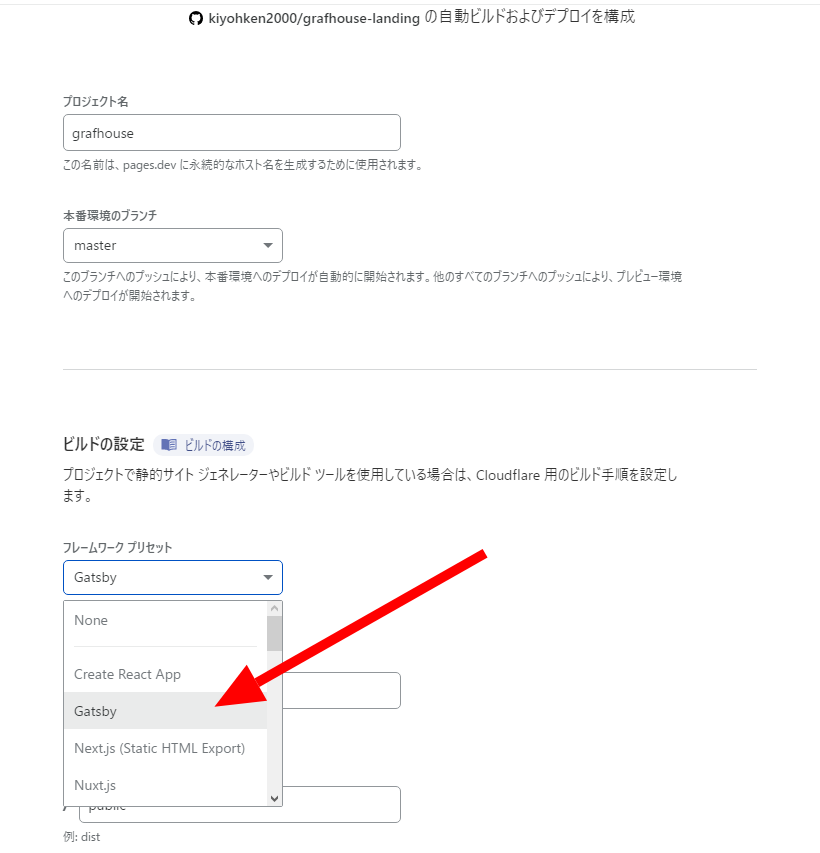 kiyohken2000/grafhouse-landing の自動ビルドおよびデプロイを構成
プロジェクト名
grafhouse
この名前は、pages.dev に永続的なホスト名を生成するために使用されます。
本番環境のブランチ
master
このブランチへのプッシュにより、本番環境へのデプロイが自動的に開始されます。他のすべてのブランチへのプッシュにより、プレビュー環境
へのデプロイが開始されます。
ビルドの設定 ビルドの構成
プロジェクトで静的サイト ジェネレーターやビルド ツールを使用している場合は、Cloudflare 用のビルド手順を設定し
ます。
フレームワーク プリセット
Gatsby
None
Create React App
Gatsby
Next.js (Static HTML Export)
Nuxt.js
/ public
例: dist